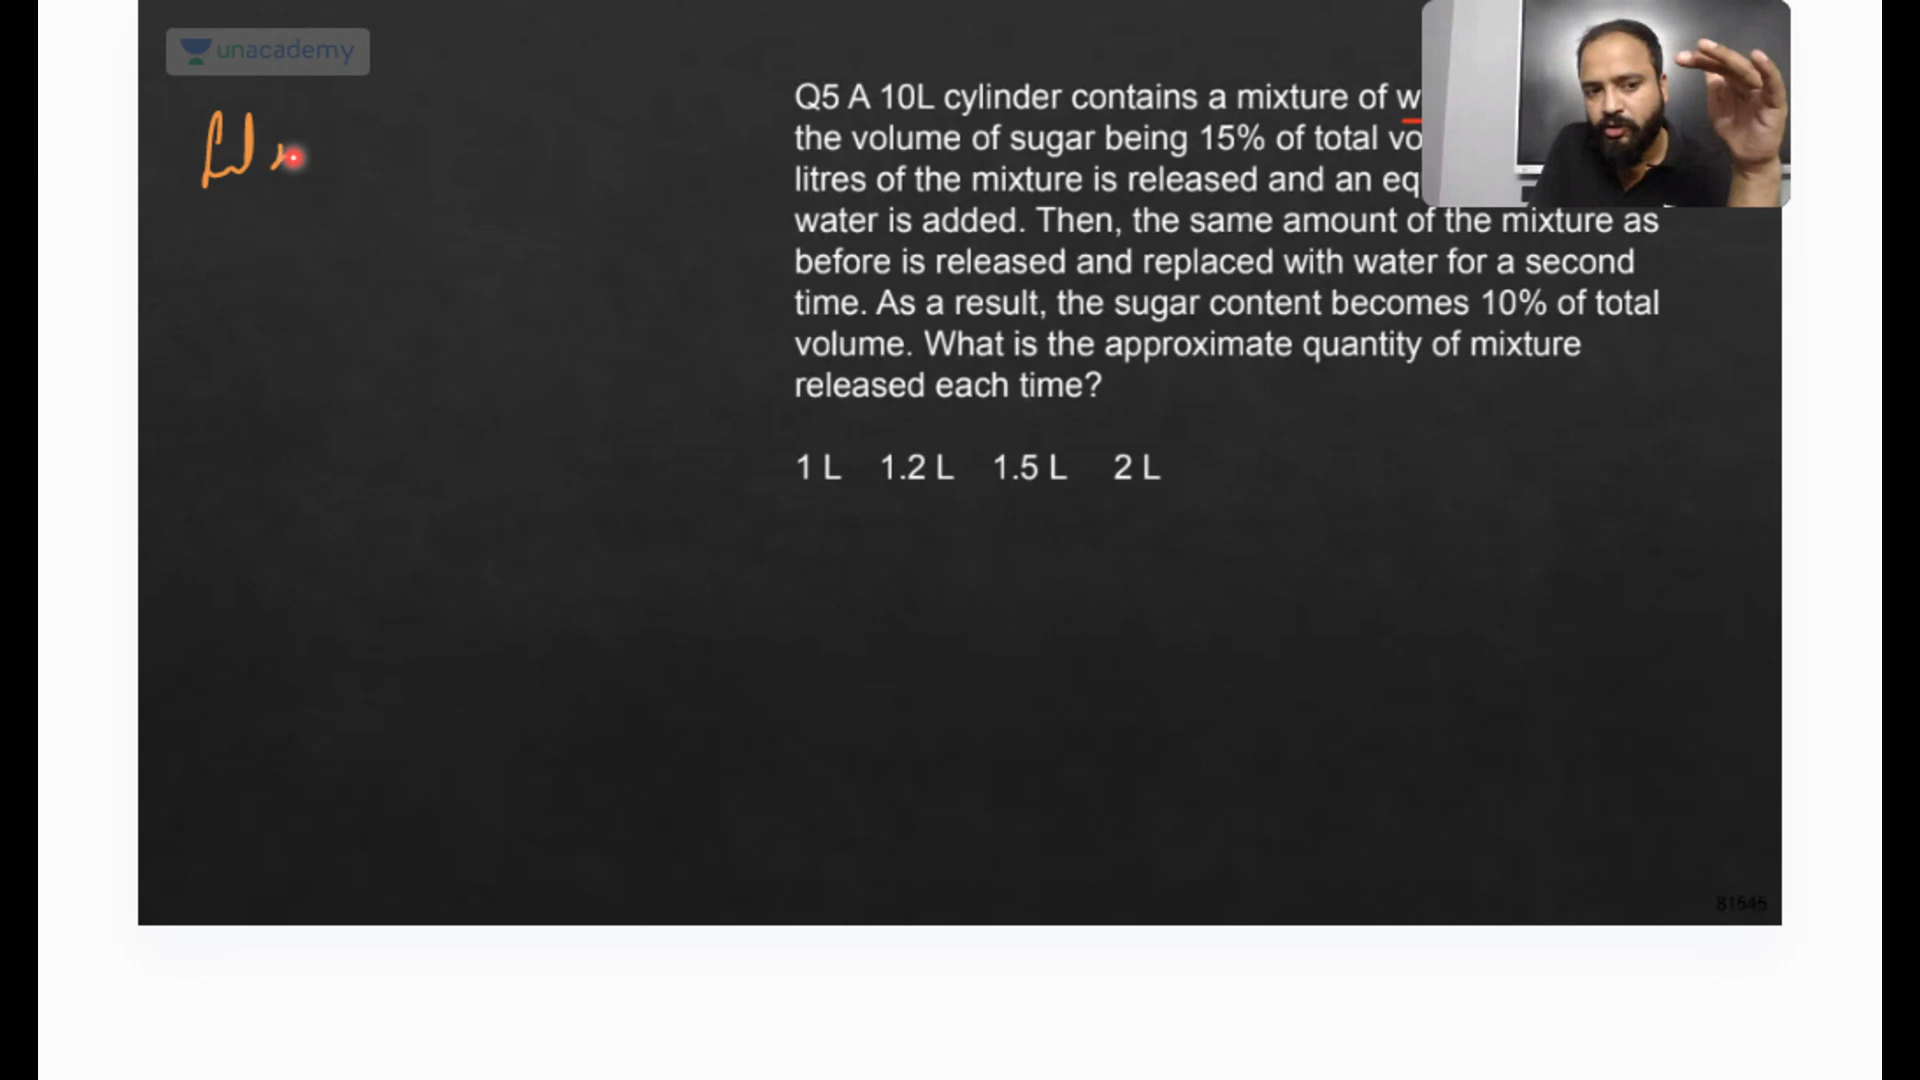 unacademy
Q5 A 10L cylinder contains a mixture of w
the volume of sugar being 15% of total vo
litres of the mixture is released and an eq
water is added. Then, the same amount of the mixture as
before is released and replaced with water for a second
time. As a result, the sugar content becomes 10% of total
volume. What is the approximate quantity of mixture
released each time?
1 L 1.2 L 1.5 L 2 L
81545